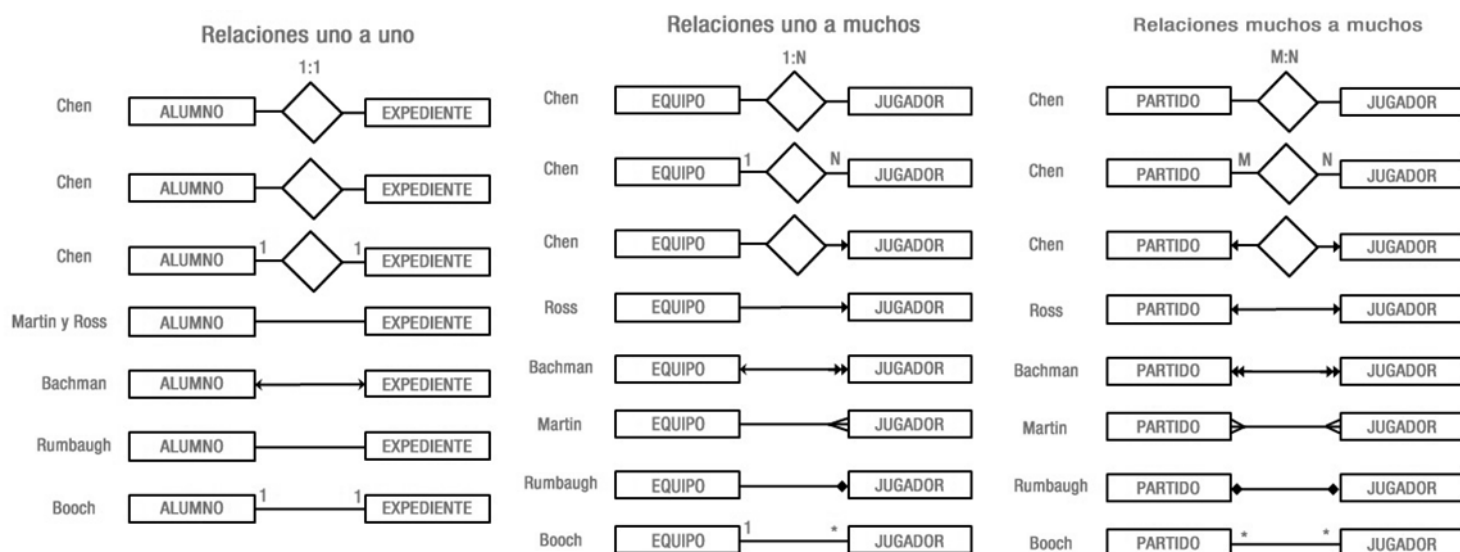 Relaciones uno a uno
1:1
Chen ALUMNO EXPEDIENTE
Chen ALUMNO EXPEDIENTE
Chen ALUMNO 1 1 EXPEDIENTE
Martin y Ross ALUMNO EXPEDIENTE
Bachman ALUMNO EXPEDIENTE
Rumbaugh ALUMNO EXPEDIENTE
Booch ALUMNO 1 1 EXPEDIENTE
Relaciones uno a muchos
1:N
Chen EQUIPO JUGADOR
Chen EQUIPO 1 N JUGADOR
Chen EQUIPO JUGADOR
Ross EQUIPO JUGADOR
Bachman EQUIPO JUGADOR
Martin EQUIPO JUGADOR
Rumbaugh EQUIPO JUGADOR
Booch EQUIPO 1 * JUGADOR
Relaciones muchos a muchos
M:N
Chen PARTIDO JUGADOR
Chen PARTIDO M N JUGADOR
Chen PARTIDO JUGADOR
Ross PARTIDO JUGADOR
Bachman PARTIDO JUGADOR
Martin PARTIDO JUGADOR
Rumbaugh PARTIDO JUGADOR
Booch PARTIDO * * JUGADOR